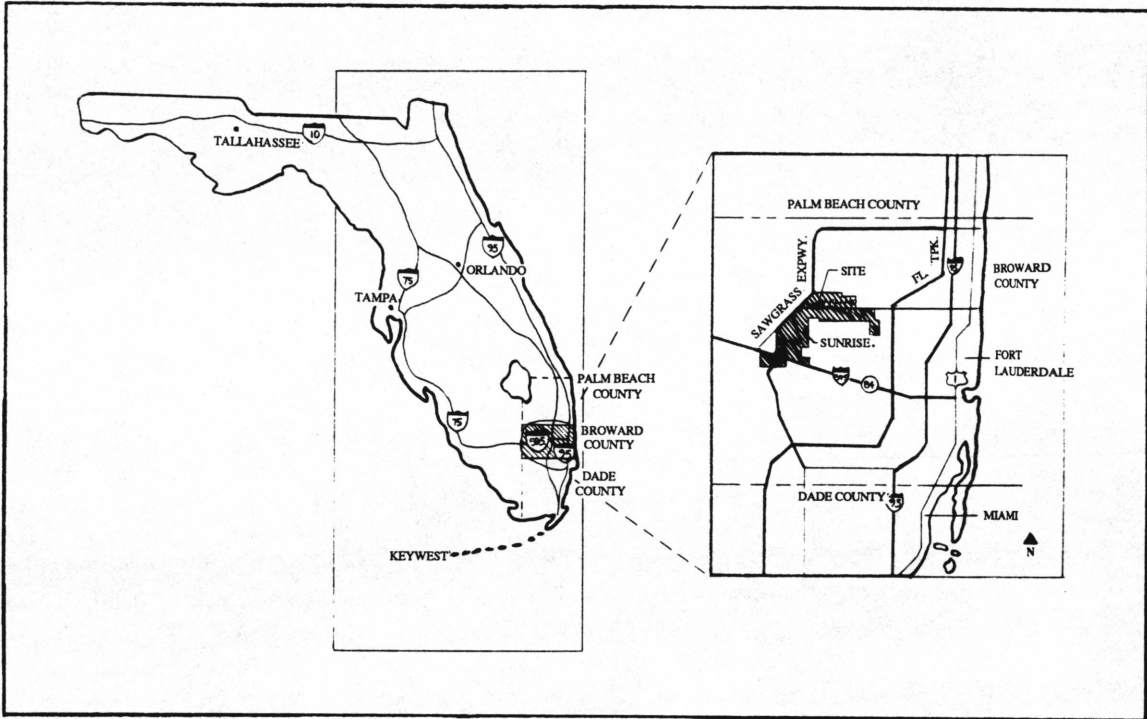 TALLAHASSEE
10
95
ORLANDO
75
TAMPA
PALM BEACH
COUNTY
75
BROWARD
COUNTY
595
95
DADE
COUNTY
KEYWEST
PALM BEACH COUNTY
SAWGRASS EXPWY.
FL. TPK.
SITE
BROWARD
COUNTY
SUNRISE
FORT
LAUDERDALE
84
1
DADE COUNTY
95
MIAMI
N